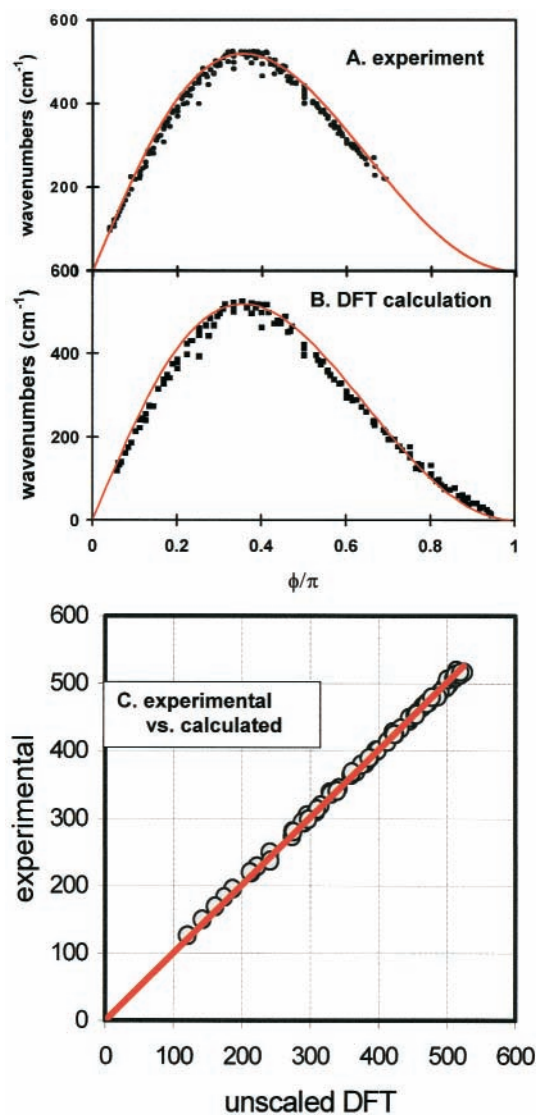 600
A. experiment
400
200
0
wavenumbers (cm⁻¹)
600
B. DFT calculation
400
200
0
wavenumbers (cm⁻¹)
0 0.2 0.4 0.6 0.8 1
ϕ/π
600
500
400
300
200
100
0
C. experimental
vs. calculated
experimental
0 100 200 300 400 500 600
unscaled DFT